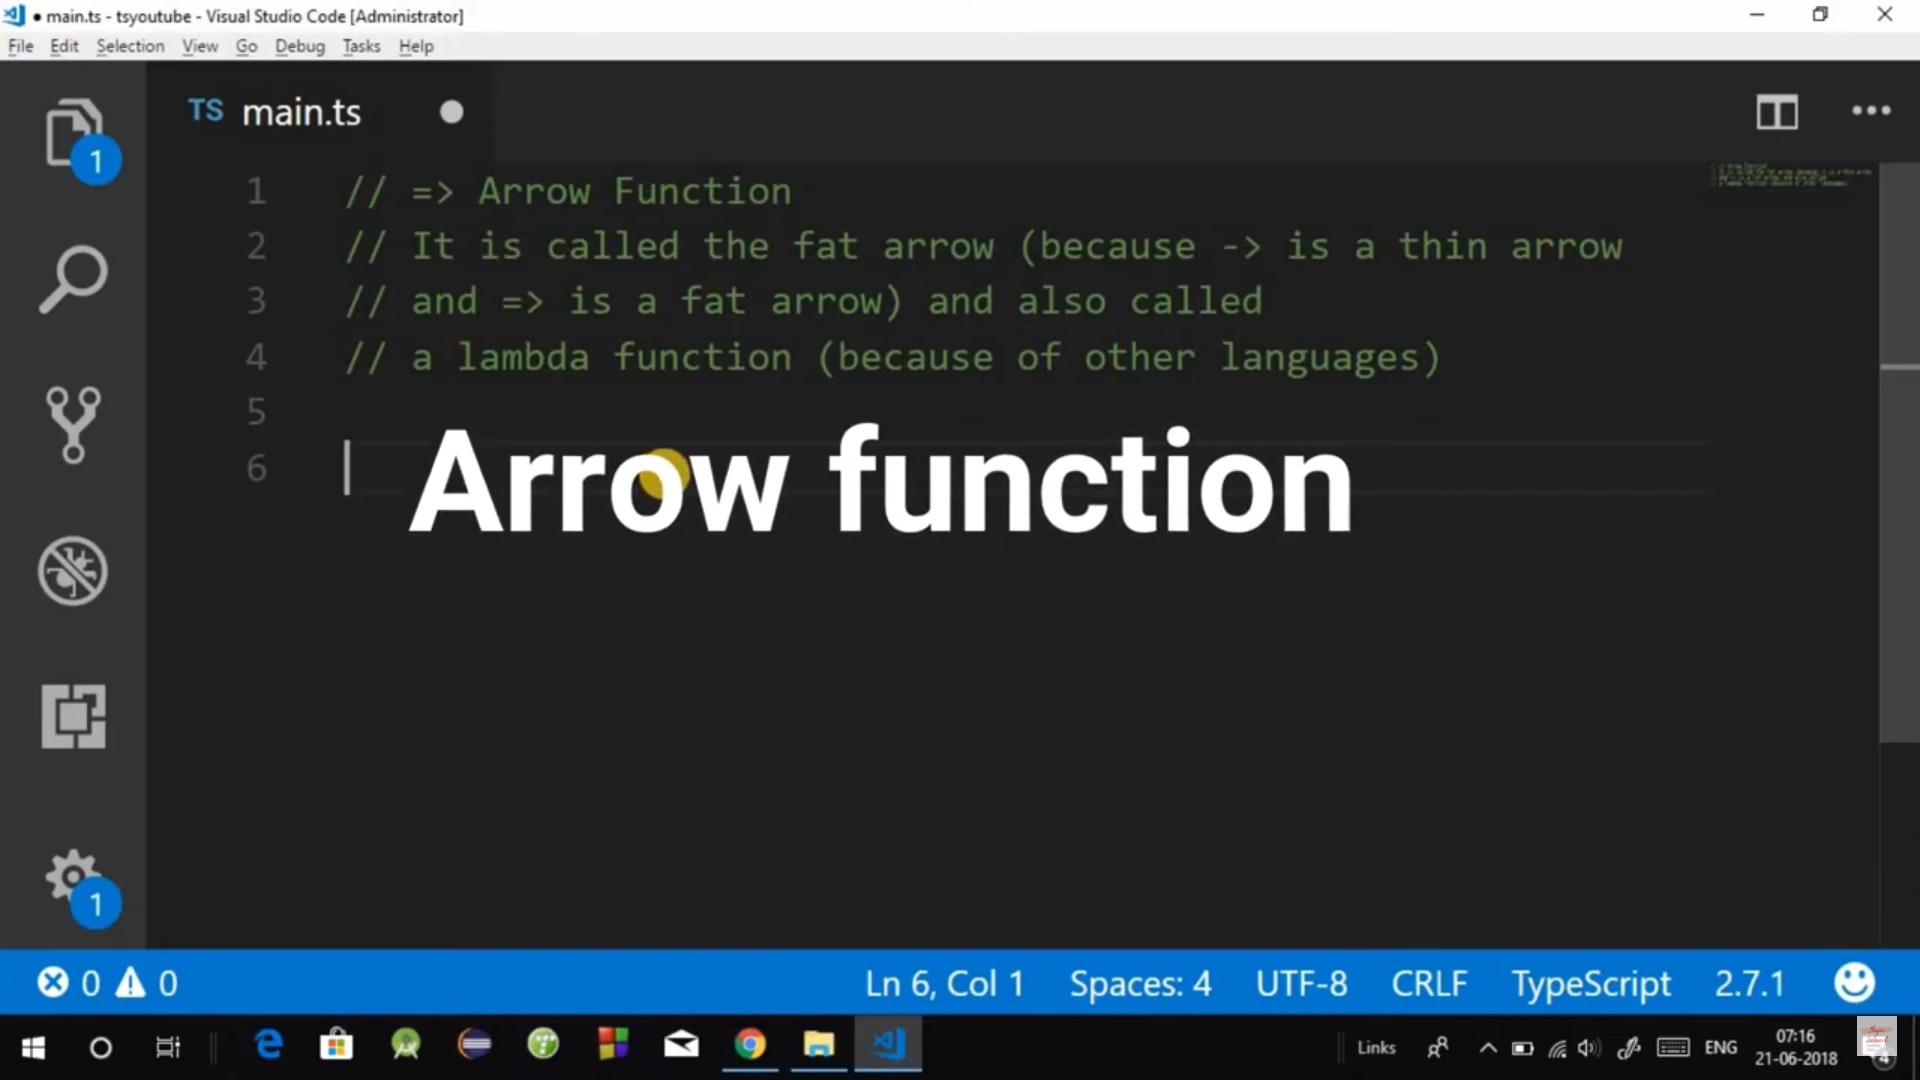 main.ts - tsyoutube - Visual Studio Code [Administrator]
File Edit Selection View Go Debug Tasks Help
TS main.ts
1 // => Arrow Function
2 // It is called the fat arrow (because -> is a thin arrow
3 // and => is a fat arrow) and also called
4 // a lambda function (because of other languages)
5
6
Arrow function
1
1
0 0 Ln 6, Col 1 Spaces: 4 UTF-8 CRLF TypeScript 2.7.1
Links ENG 07:16
21-06-2018 4